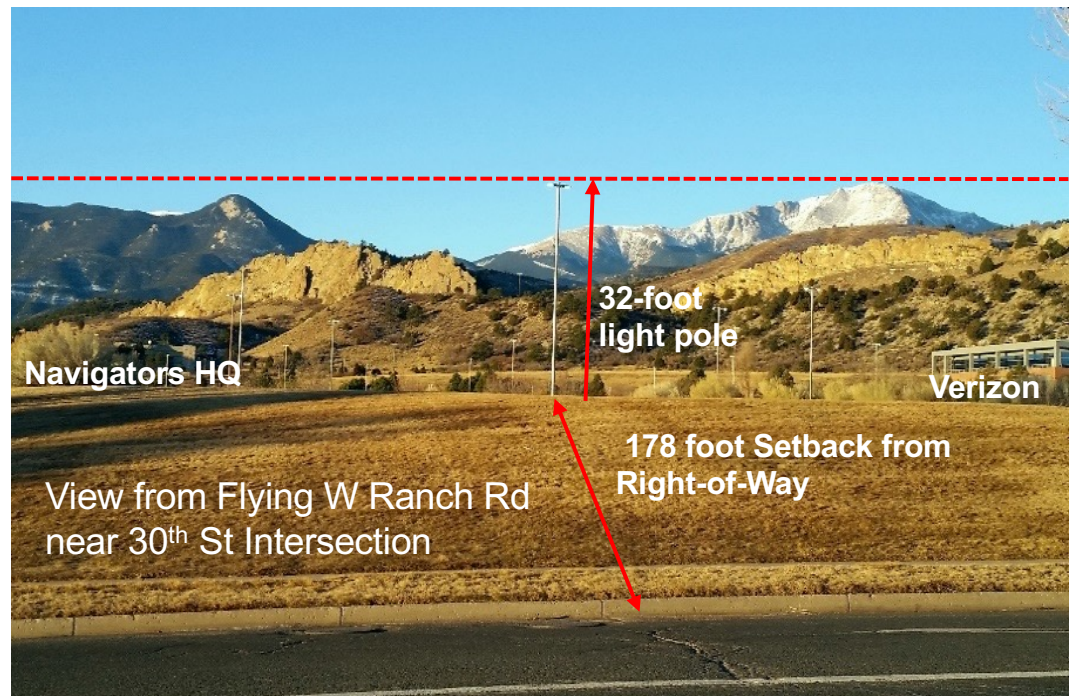 32-foot
light pole
Navigators HQ
Verizon
178 foot Setback from
Right-of-Way
View from Flying W Ranch Rd
near 30th St Intersection